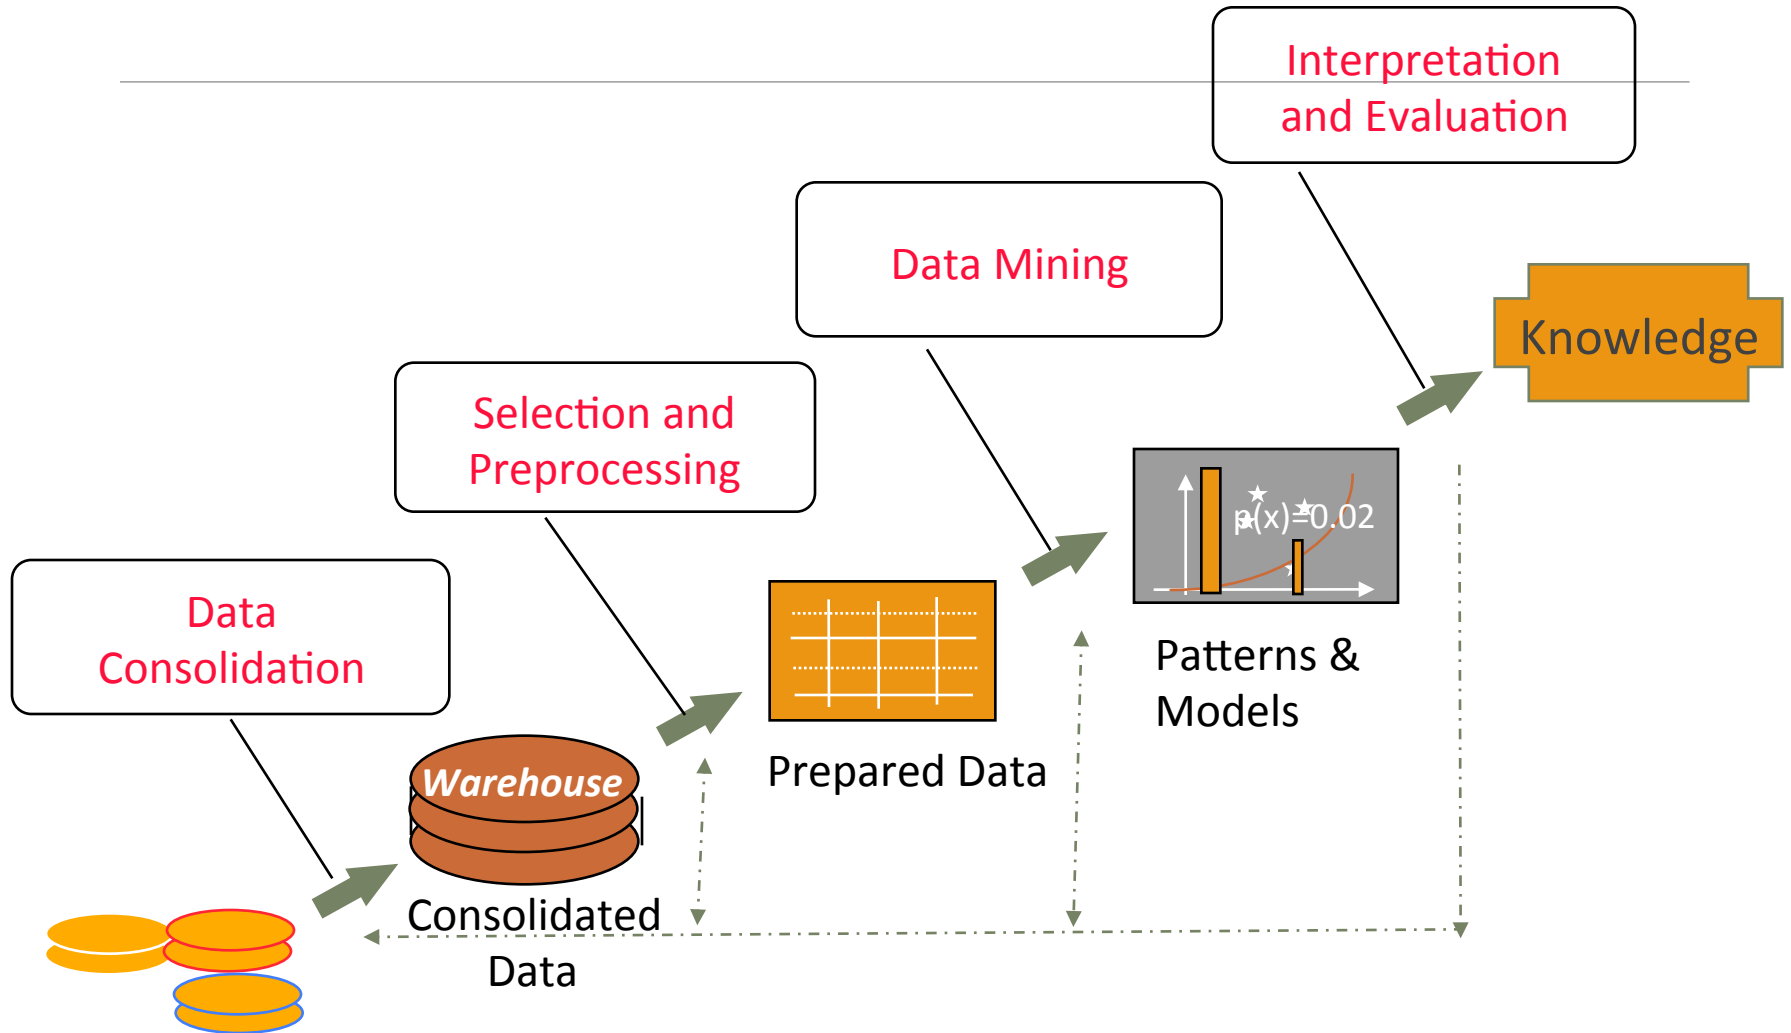 Interpretation
and Evaluation
Data Mining
Knowledge
Selection and
Preprocessing
p(x)=0.02
Data
Consolidation
Patterns &
Models
Warehouse
Prepared Data
Consolidated
Data